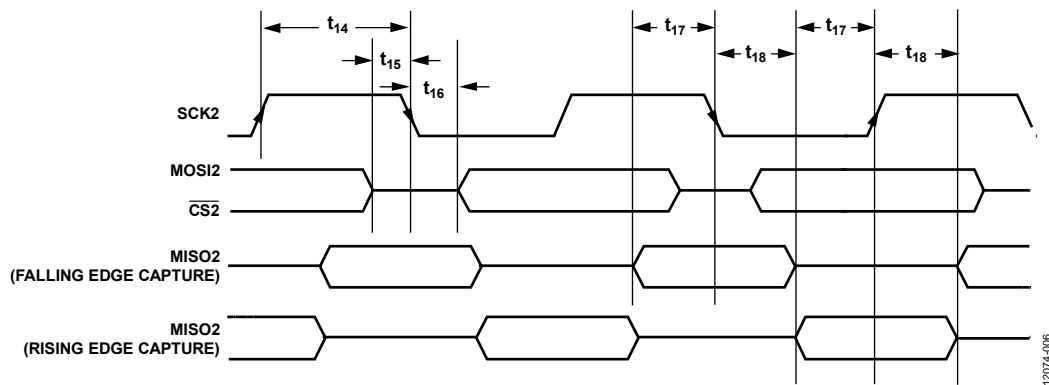 t14
t17
t17
t15
t18
t18
t16
SCK2
MOSI2
CS2
MISO2
(FALLING EDGE CAPTURE)
MISO2
(RISING EDGE CAPTURE)
12074-006